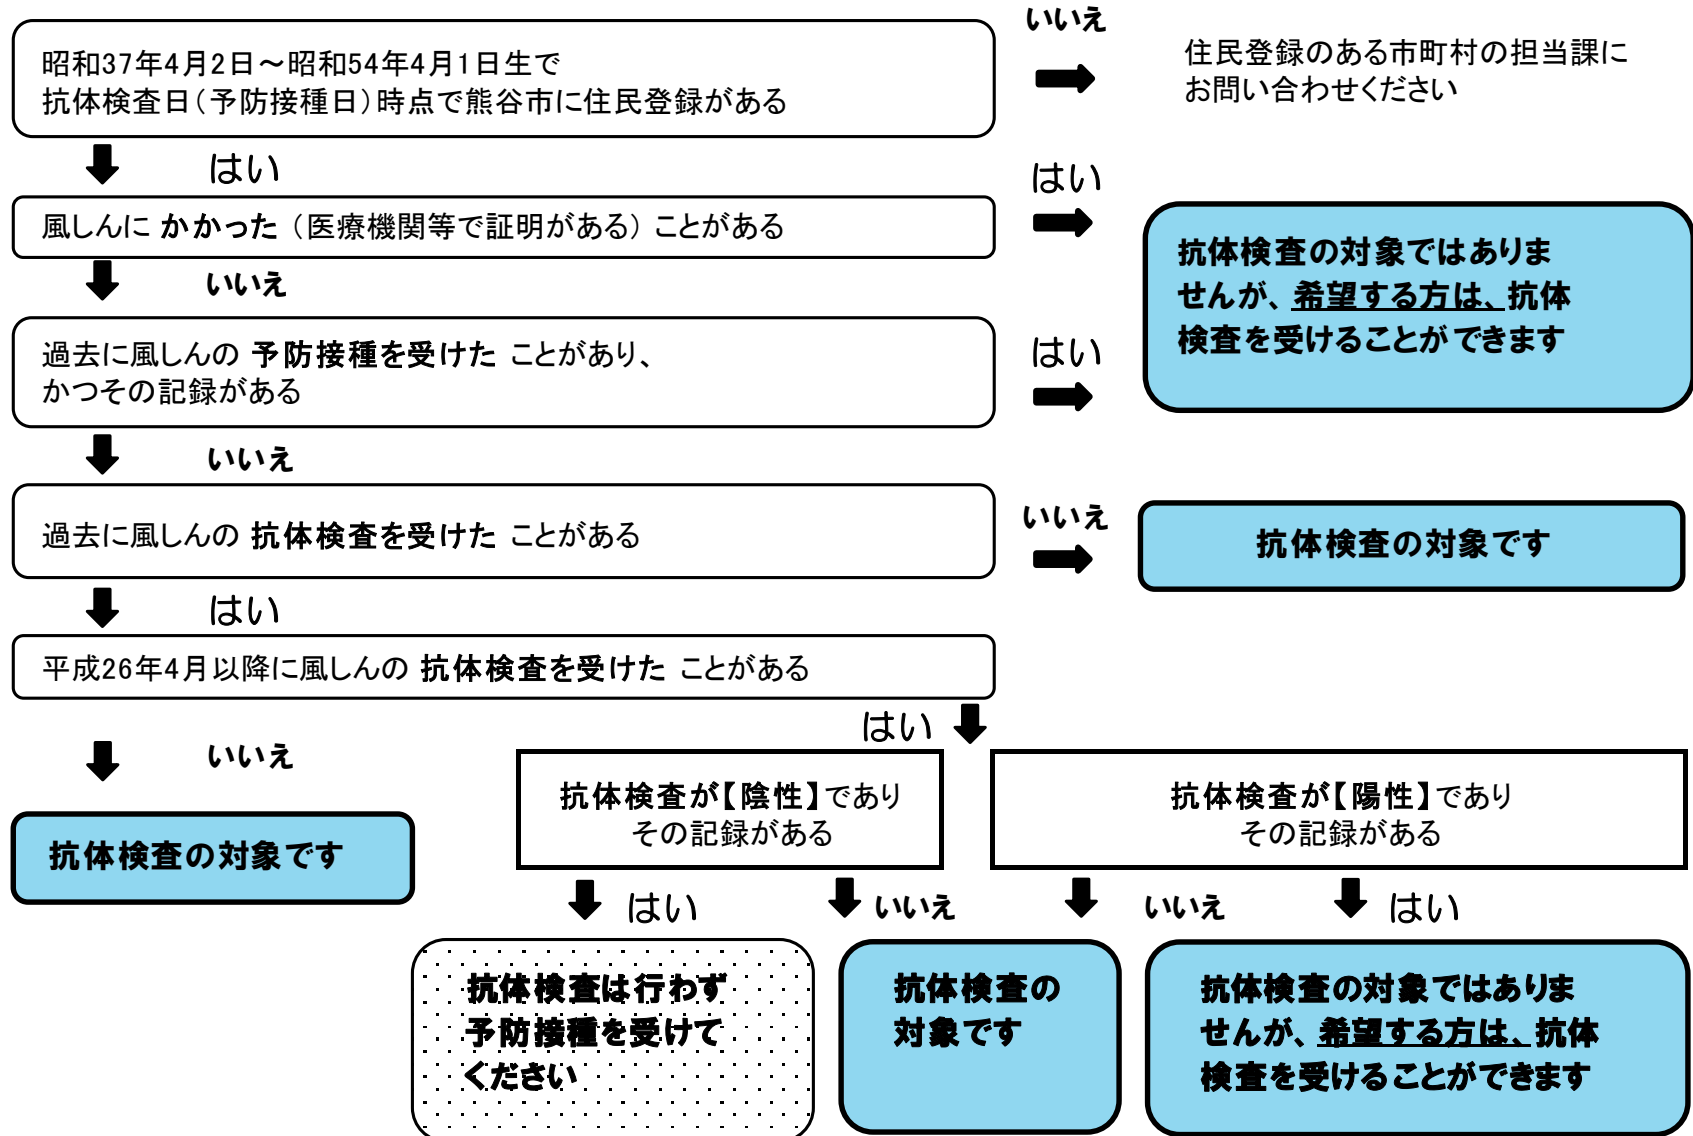 昭和37年4月2日～昭和54年4月1日生で
抗体検査日（予防接種日）時点で熊谷市に住民登録がある
いいえ
住民登録のある市町村の担当課に
お問い合わせください
はい
風しんに かかった （医療機関等で証明がある） ことがある
はい
抗体検査の対象ではありま
せんが、希望する方は、抗体
検査を受けることができます
いいえ
過去に風しんの 予防接種を受けた ことがあり、
かつその記録がある
はい
いいえ
過去に風しんの 抗体検査を受けた ことがある
いいえ
抗体検査の対象です
はい
平成26年4月以降に風しんの 抗体検査を受けた ことがある
はい
いいえ
抗体検査の対象です
抗体検査が【陰性】であり
その記録がある
抗体検査が【陽性】であり
その記録がある
はい
いいえ
いいえ
はい
抗体検査は行わず
予防接種を受けて
ください
抗体検査の
対象です
抗体検査の対象ではありま
せんが、希望する方は、抗体
検査を受けることができます